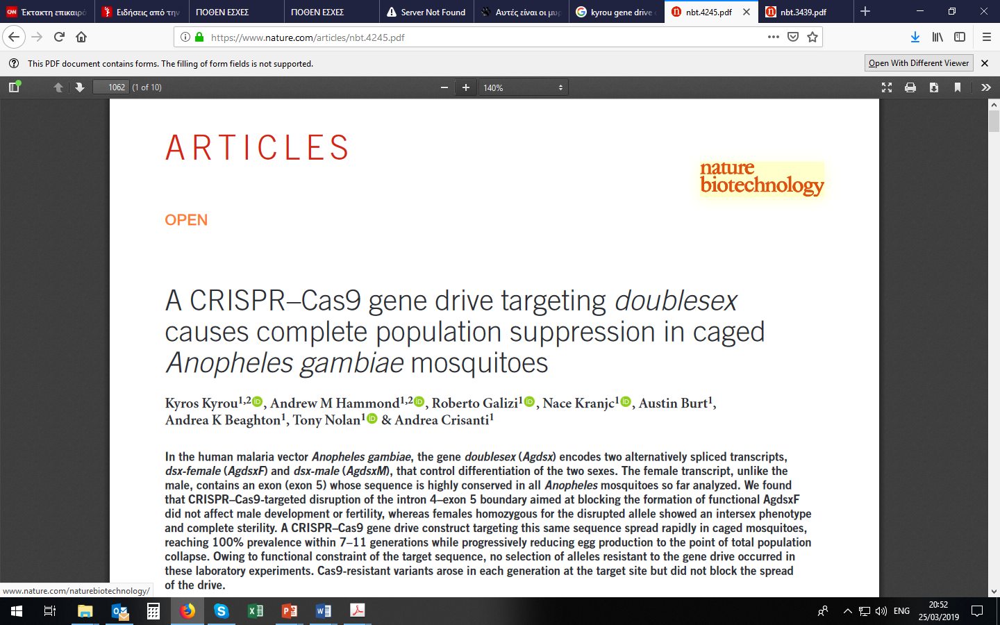 Έκτακτη επικαιρό
Ειδήσεις από την
ΠΟΘΕΝ ΕΣΧΕΣ
ΠΟΘΕΝ ΕΣΧΕΣ
Server Not Found
Αυτές είναι οι μυρ
kyrou gene drive
nbt.4245.pdf
nbt.3439.pdf
https://www.nature.com/articles/nbt.4245.pdf
This PDF document contains forms. The filling of form fields is not supported.
Open With Different Viewer
1062 (1 of 10)
140%
ARTICLES
nature
biotechnology
OPEN
A CRISPR–Cas9 gene drive targeting doublesex
causes complete population suppression in caged
Anopheles gambiae mosquitoes
Kyros Kyrou1,2 iD, Andrew M Hammond1,2 iD, Roberto Galizi1 iD, Nace Kranjc1 iD, Austin Burt1,
Andrea K Beaghton1, Tony Nolan1 iD & Andrea Crisanti1
In the human malaria vector Anopheles gambiae, the gene doublesex (Agdsx) encodes two alternatively spliced transcripts,
dsx-female (AgdsxF) and dsx-male (AgdsxM), that control differentiation of the two sexes. The female transcript, unlike the
male, contains an exon (exon 5) whose sequence is highly conserved in all Anopheles mosquitoes so far analyzed. We found
that CRISPR–Cas9-targeted disruption of the intron 4–exon 5 boundary aimed at blocking the formation of functional AgdsxF
did not affect male development or fertility, whereas females homozygous for the disrupted allele showed an intersex phenotype
and complete sterility. A CRISPR–Cas9 gene drive construct targeting this same sequence spread rapidly in caged mosquitoes,
reaching 100% prevalence within 7–11 generations while progressively reducing egg production to the point of total population
collapse. Owing to functional constraint of the target sequence, no selection of alleles resistant to the gene drive occurred in
these laboratory experiments. Cas9-resistant variants arose in each generation at the target site but did not block the spread
of the drive.
www.nature.com/naturebiotechnology/
ENG
20:52
25/03/2019